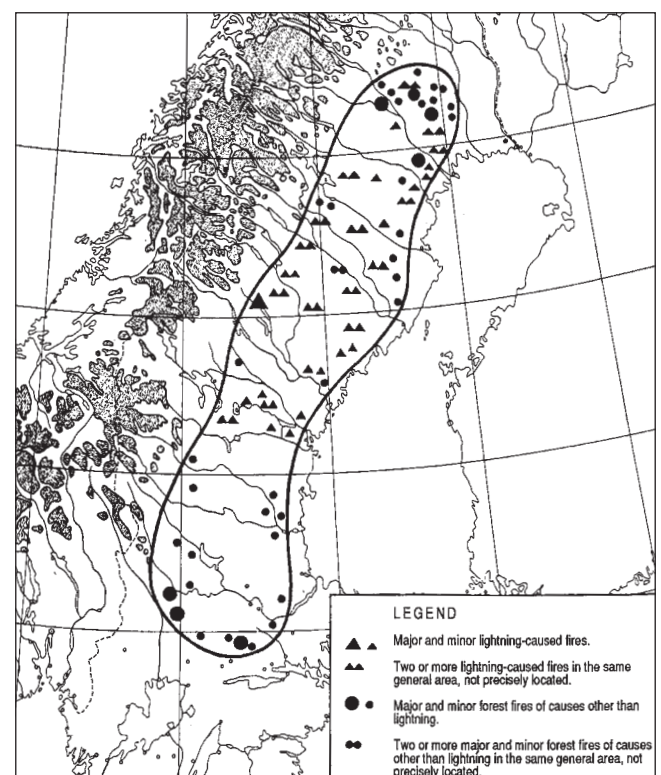 LEGEND
Major and minor lightning-caused fires.
Two or more lightning-caused fires in the same
general area, not precisely located.
Major and minor forest fires of causes other than
lightning.
Two or more major and minor forest fires of causes
other than lightning in the same general area, not
precisely located.